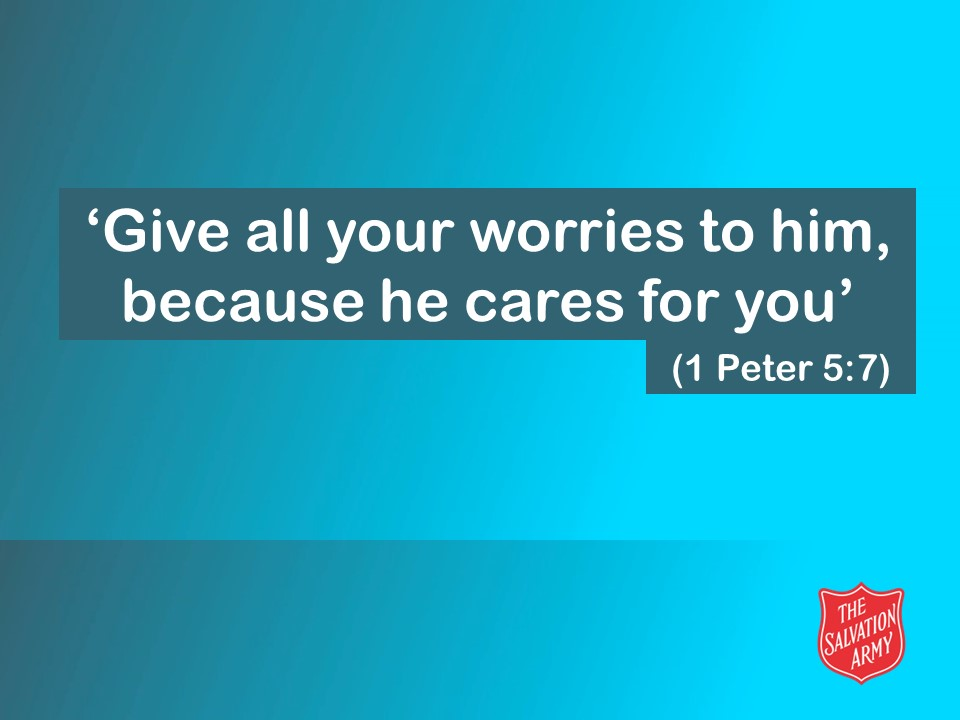 ‘Give all your worries to him,
because he cares for you’
(1 Peter 5:7)
THE
SALVATION
ARMY